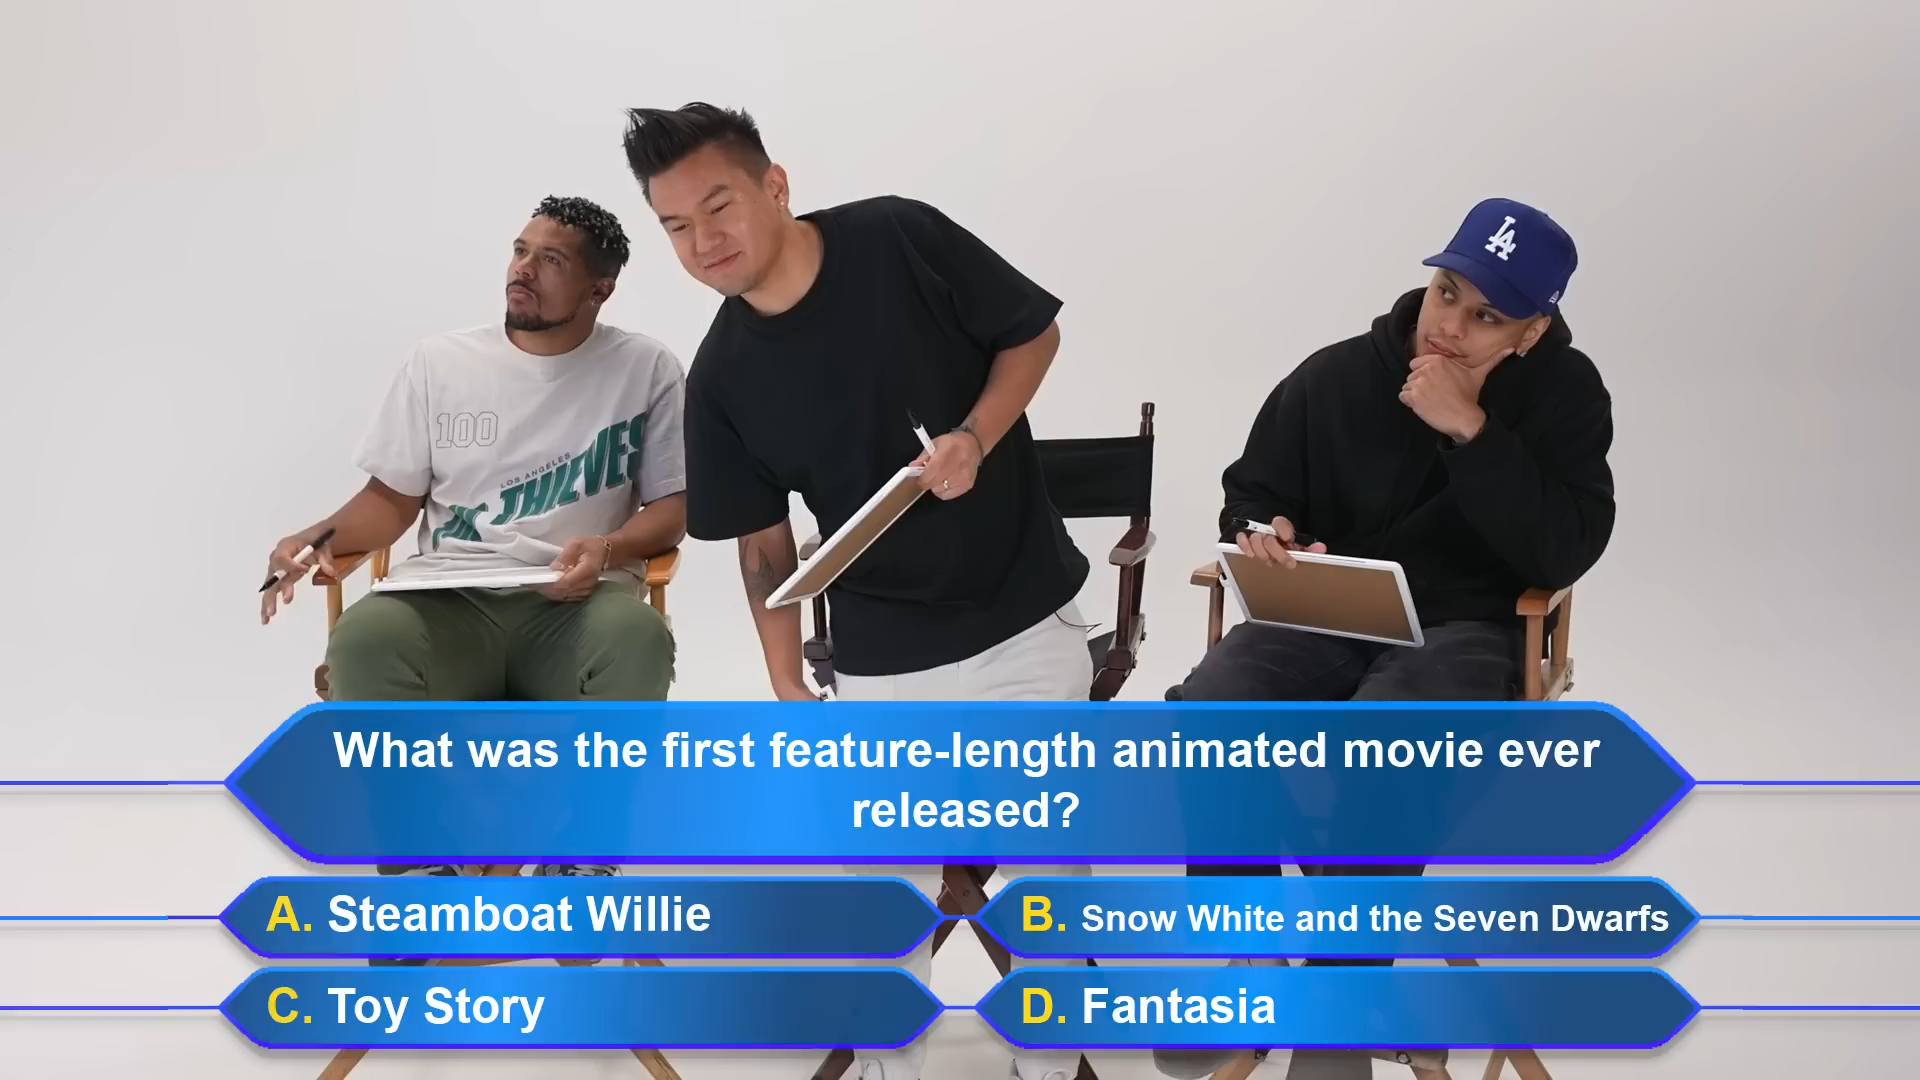 LA
100
LOS ANGELES
THIEVES
What was the first feature-length animated movie ever
released?
A. Steamboat Willie
B. Snow White and the Seven Dwarfs
C. Toy Story
D. Fantasia